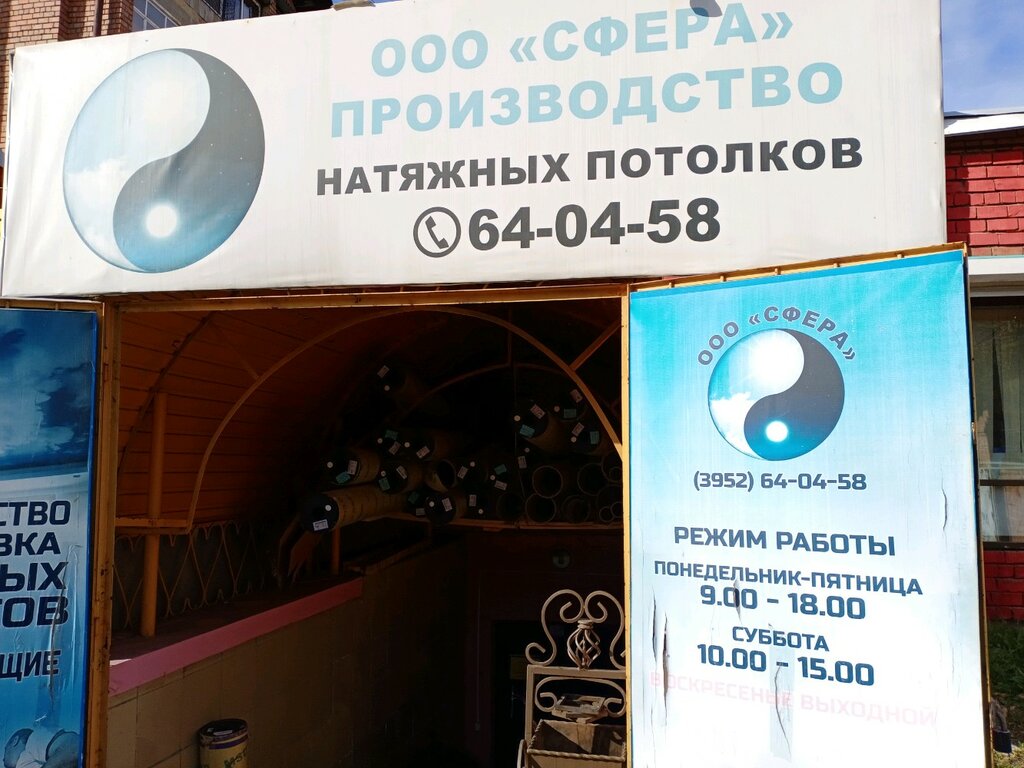 ООО «СФЕРА»
ПРОИЗВОДСТВО
НАТЯЖНЫХ ПОТОЛКОВ
64-04-58
ООО «СФЕРА»
(3952) 64-04-58
РЕЖИМ РАБОТЫ
ПОНЕДЕЛЬНИК-ПЯТНИЦА
9.00 - 18.00
СУББОТА
10.00 - 15.00
ВОСКРЕСЕНЬЕ ВЫХОДНОЙ
СТВО
ВКА
ЫХ
ТОВ
ЩИЕ